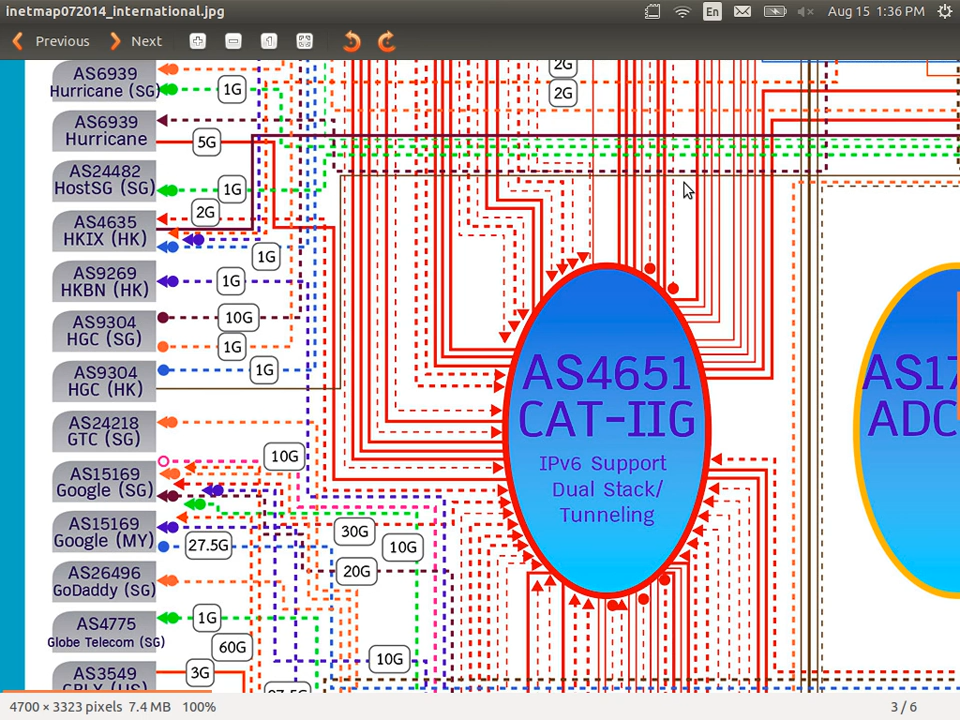 inetmap072014_international.jpg
En
Aug 15 1:36 PM
Previous
Next
AS6939
Hurricane (SG)
1G
AS6939
Hurricane
5G
AS24482
HostSG (SG)
1G
2G
AS4635
HKIX (HK)
1G
AS9269
HKBN (HK)
1G
AS9304
HGC (SG)
10G
1G
AS9304
HGC (HK)
1G
AS24218
GTC (SG)
10G
AS15169
Google (SG)
AS15169
Google (MY)
27.5G
30G
10G
20G
AS26496
GoDaddy (SG)
AS4775
Globe Telecom (SG)
1G
60G
10G
AS3549
3G
2G
2G
AS4651
CAT-IIG
IPv6 Support
Dual Stack/
Tunneling
AS17
ADC
4700 × 3323 pixels 7.4 MB 100%
3 / 6